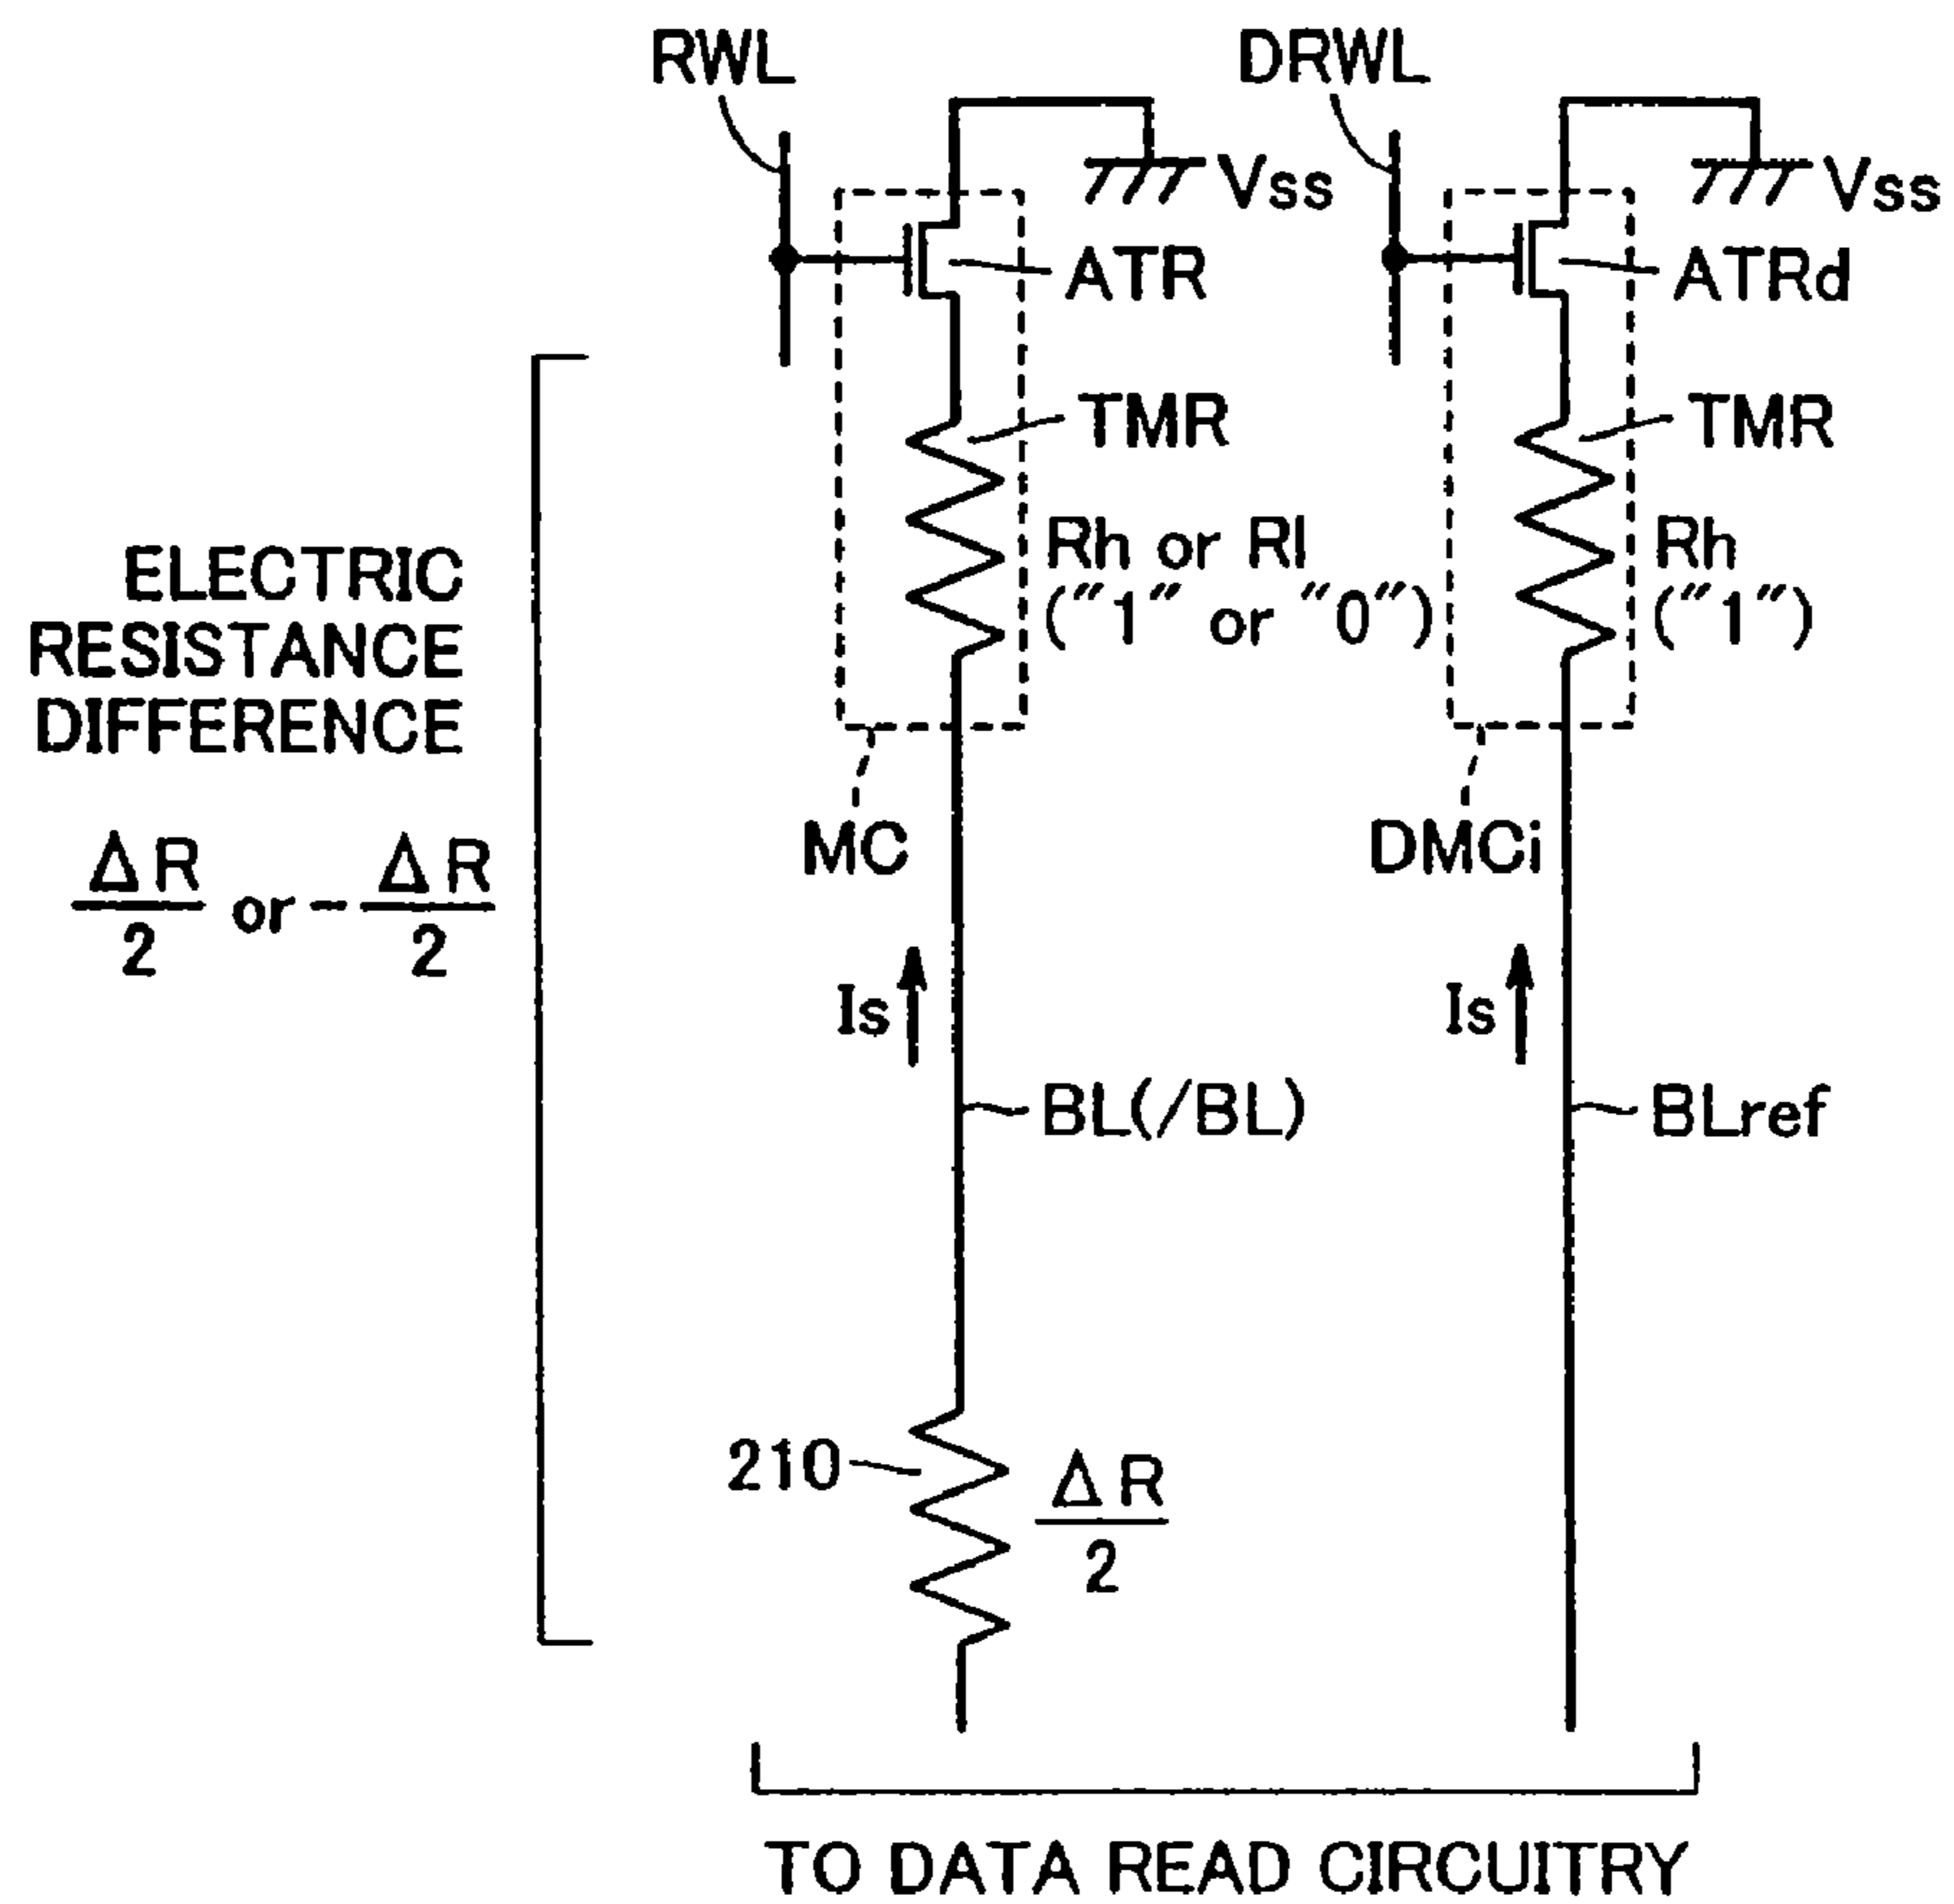 RWL
DRWL
Vss
Vss
ATR
ATRd
TMR
TMR
Rh or Rl
("1" or "0")
Rh
("1")
ELECTRIC
RESISTANCE
DIFFERENCE
ΔR/2 or -ΔR/2
MC
DMCi
Is
Is
BL(/BL)
BLref
210
ΔR/2
TO DATA READ CIRCUITRY